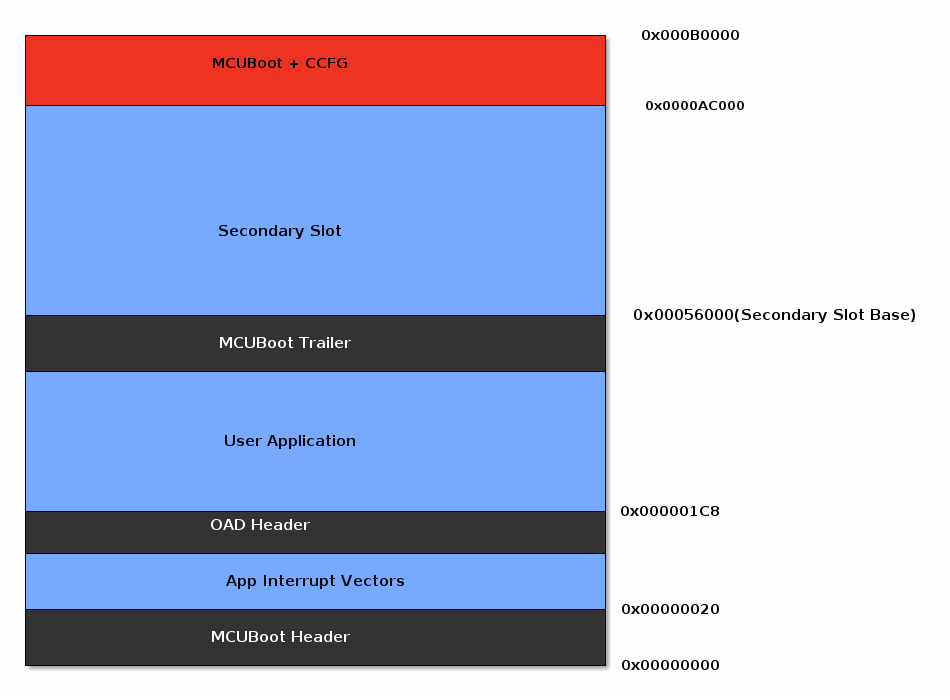 0x000B0000
MCUBoot + CCFG
0x0000AC000
Secondary Slot
0x00056000(Secondary Slot Base)
MCUBoot Trailer
User Application
0x000001C8
OAD Header
App Interrupt Vectors
0x00000020
MCUBoot Header
0x00000000